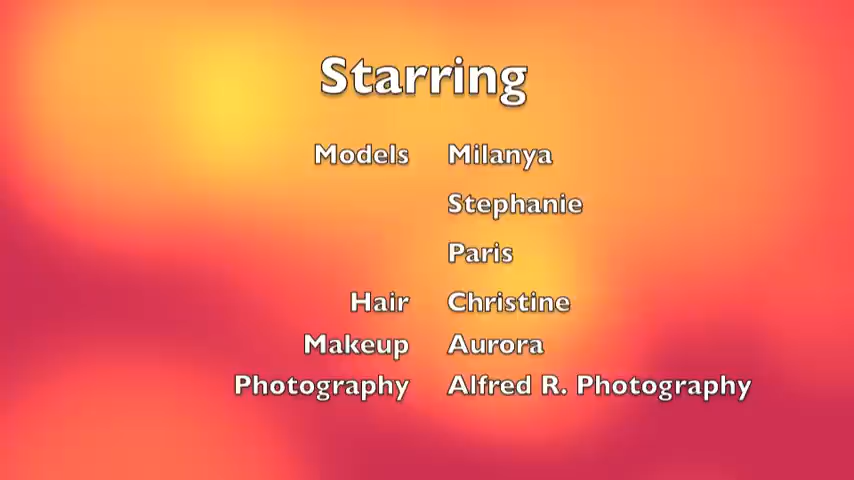 Starring
Models Milanya
Stephanie
Paris
Hair Christine
Makeup Aurora
Photography Alfred R. Photography